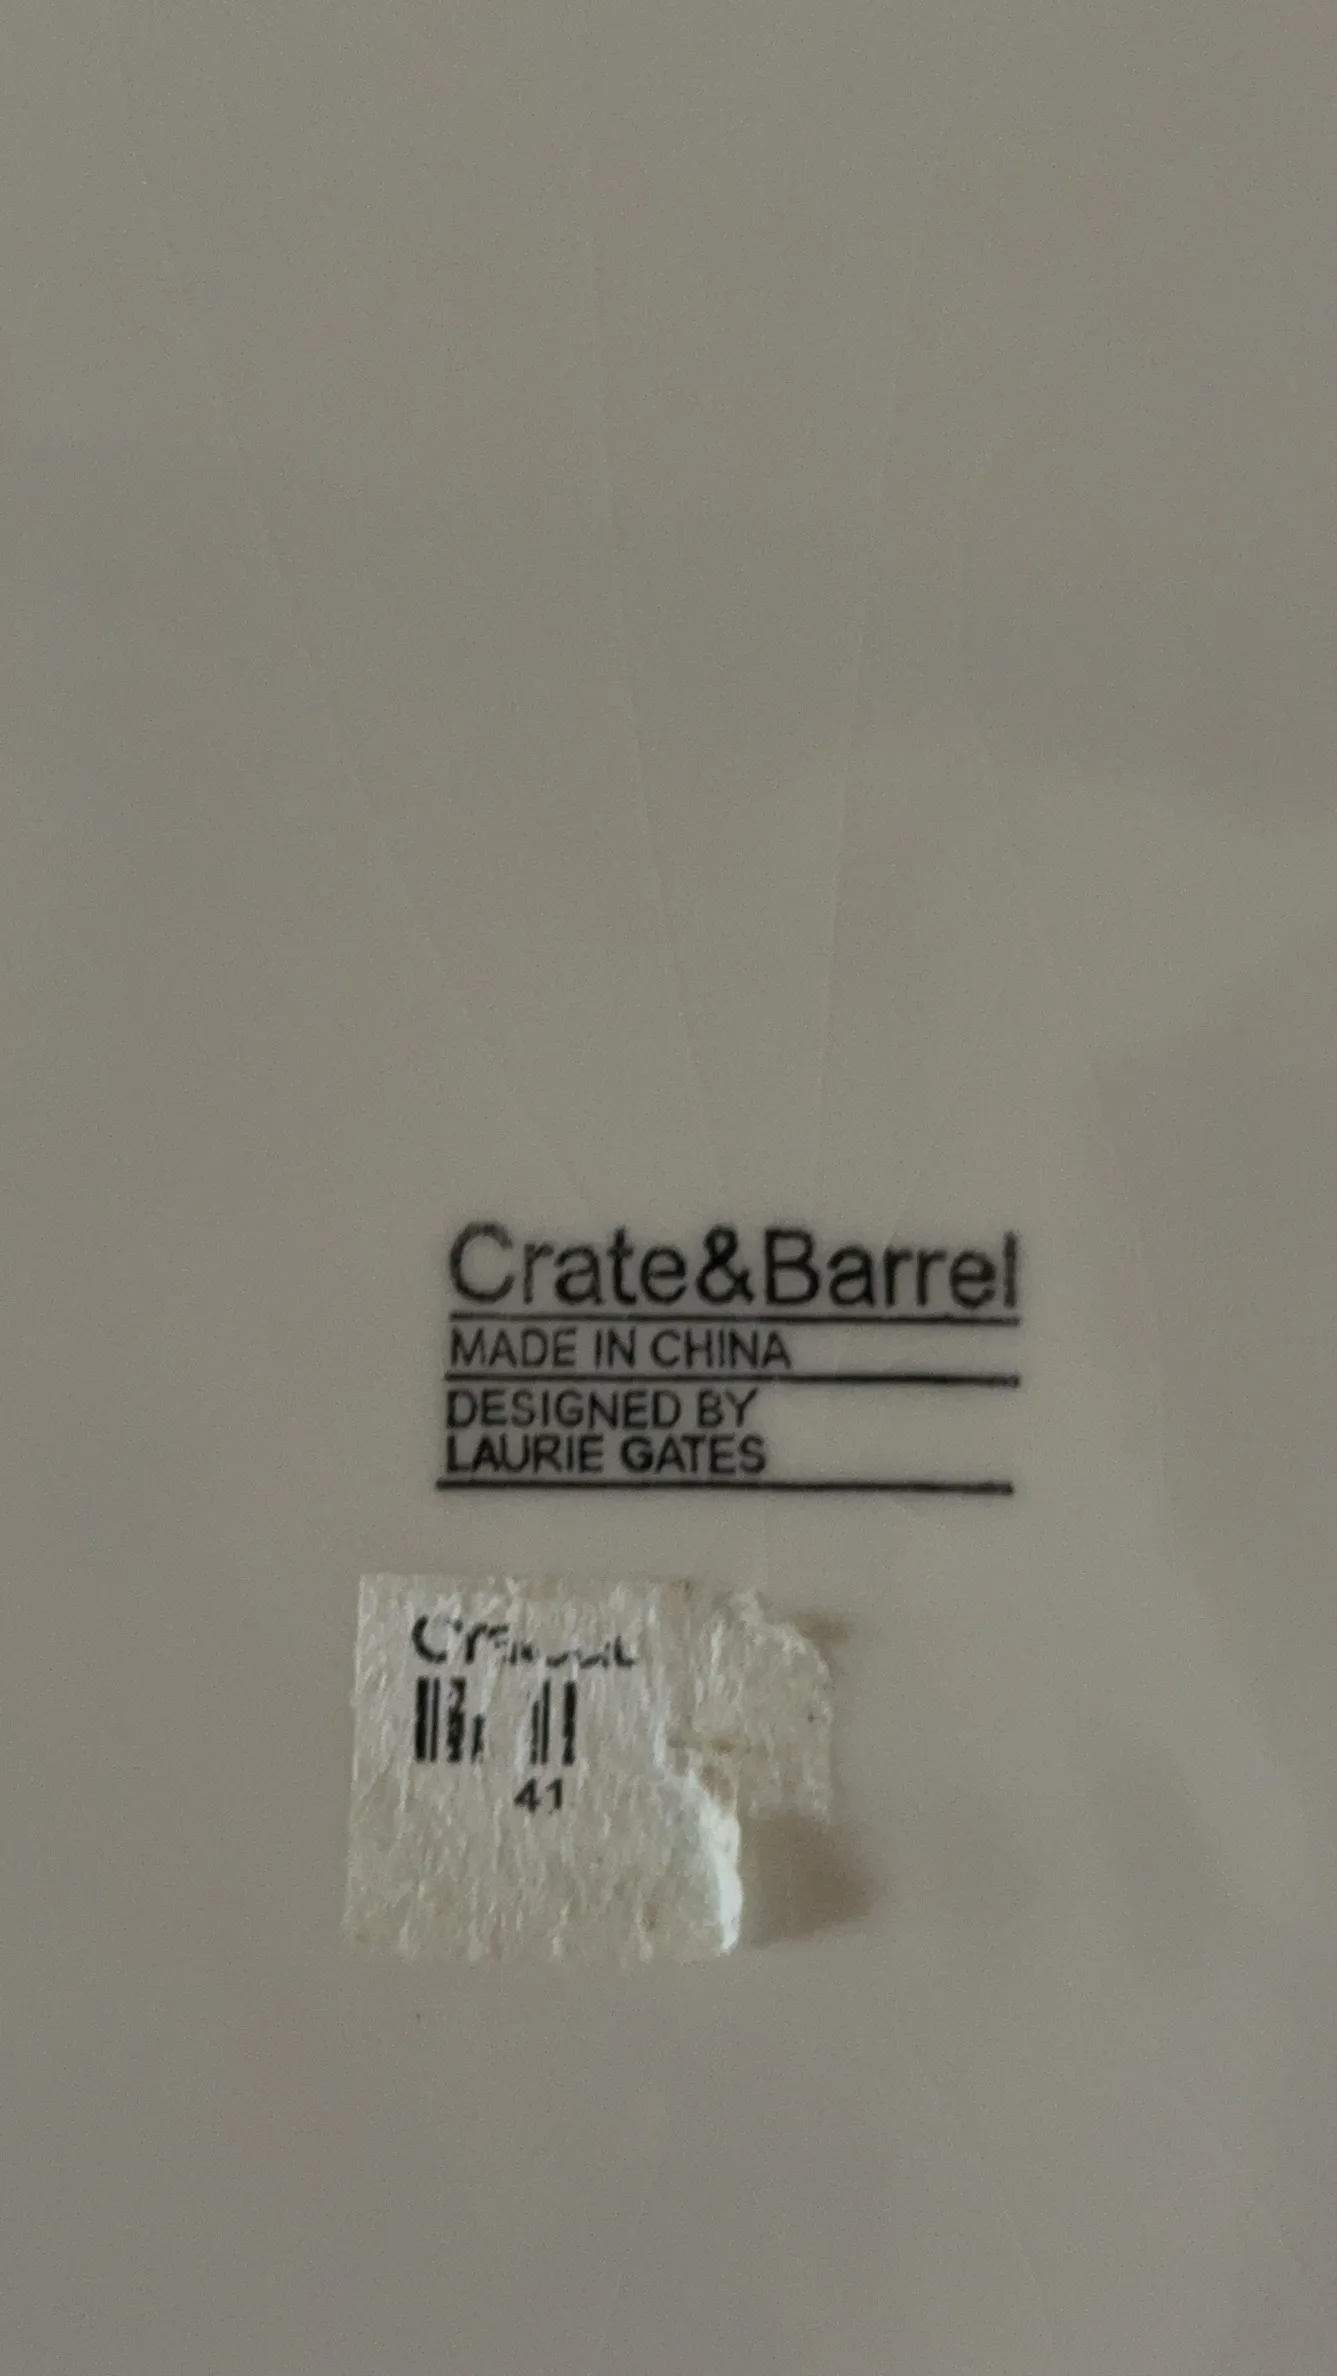 Crate&Barrel
MADE IN CHINA
DESIGNED BY
LAURIE GATES
41